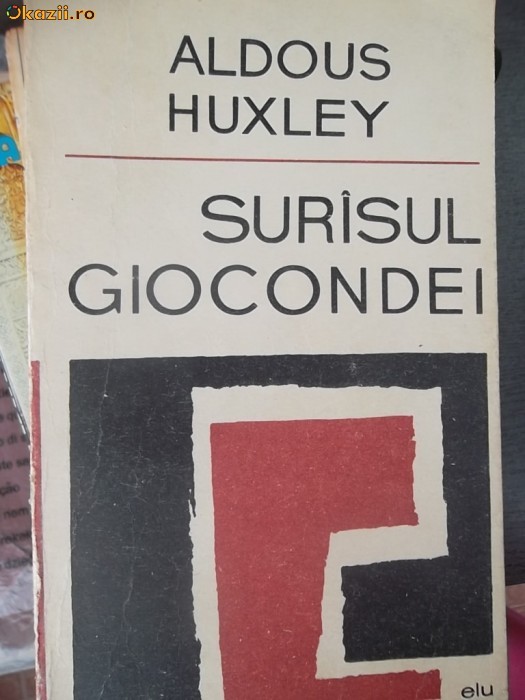 Okazii.ro
ALDOUS
HUXLEY
SURÎSUL
GIOCONDEI
elu